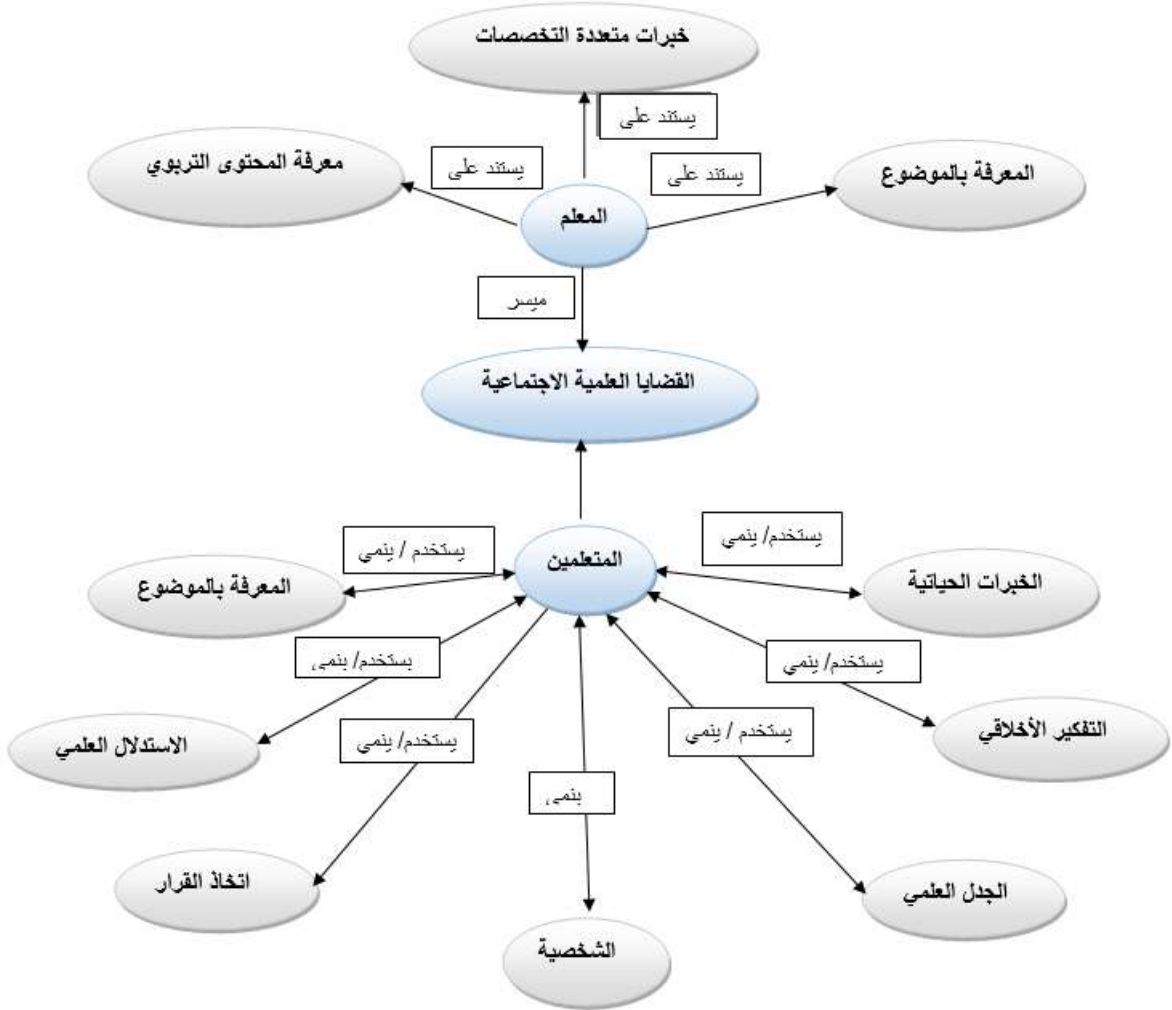 خبرات متعددة التخصصات
يستند على
معرفة المحتوى التربوي
يستند على
يستند على
المعرفة بالموضوع
المعلم
ميسر
القضايا العلمية الاجتماعية
يستخدم/ ينمي
يستخدم / ينمي
المتعلمين
الخبرات الحياتية
المعرفة بالموضوع
يستخدم/ ينمي
يستخدم/ ينمي
التفكير الأخلاقي
الاستدلال العلمي
يستخدم / ينمي
يستخدم/ ينمي
ينمي
الجدل العلمي
اتخاذ القرار
الشخصية